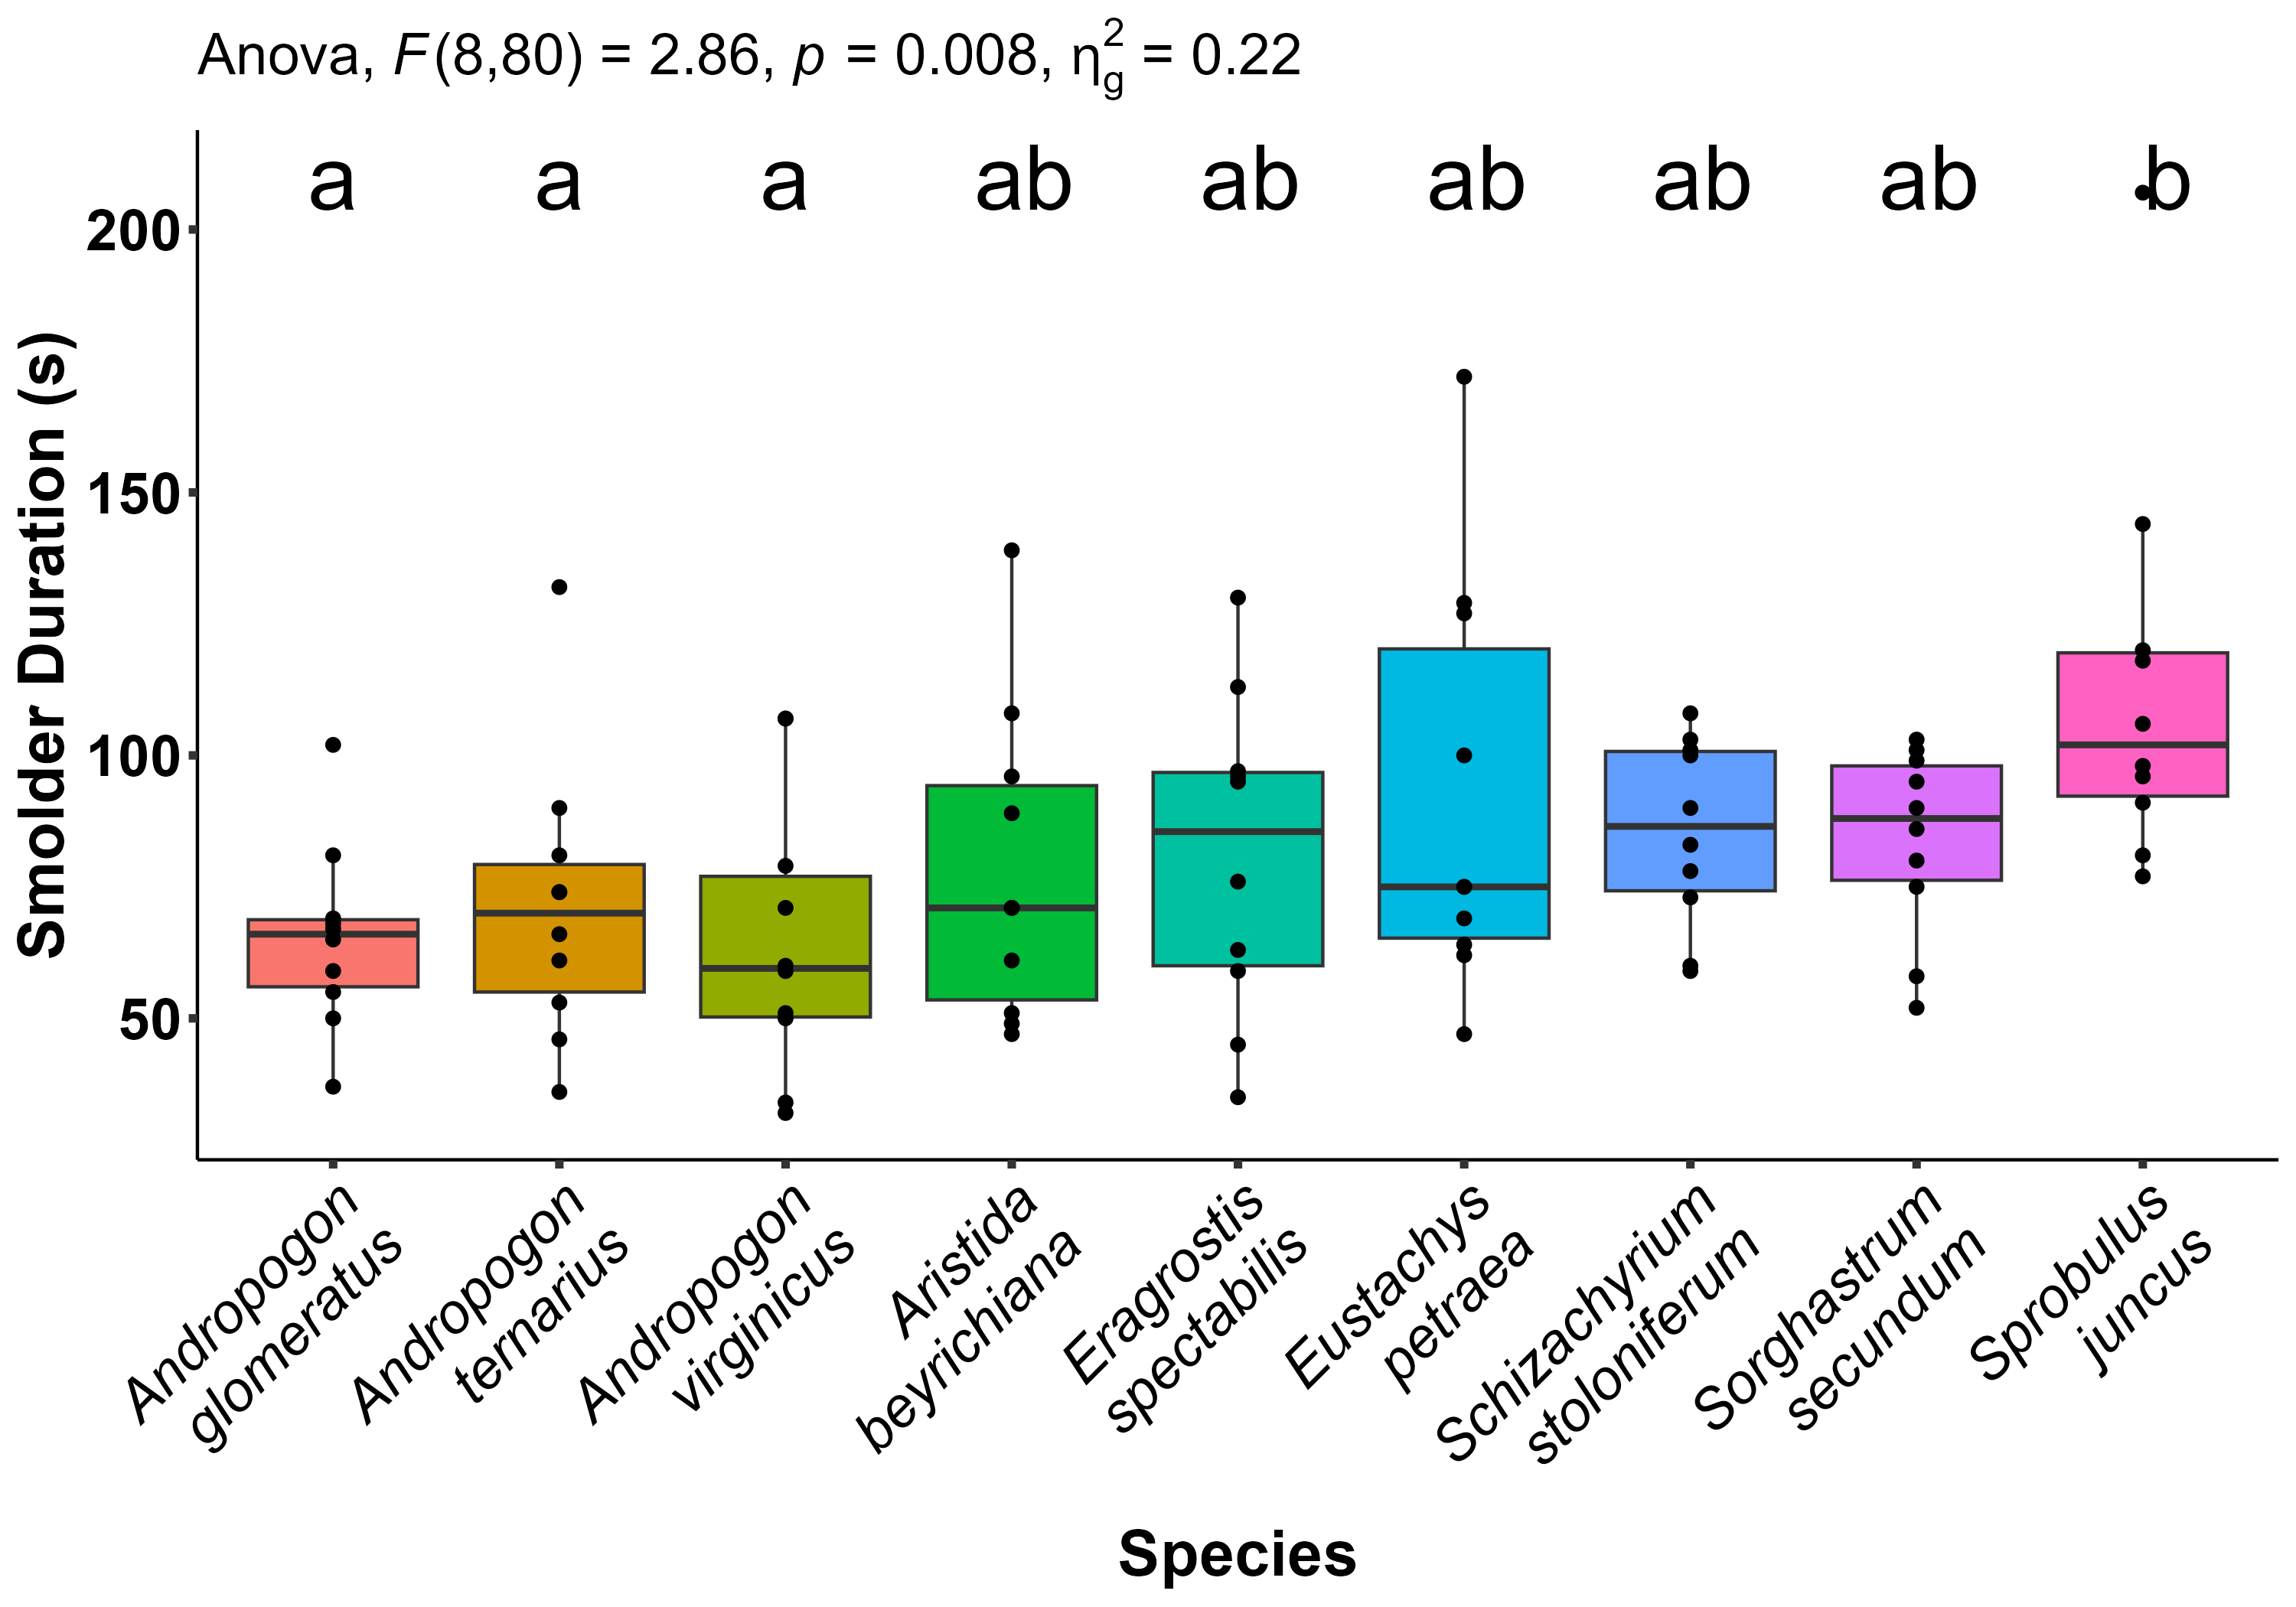 Anova, F(8,80) = 2.86, p = 0.008, η²g = 0.22
a a a ab ab ab ab ab b
200
150
100
50
Smolder Duration (s)
Andropogon
glomeratus
Andropogon
ternarius
Andropogon
virginicus
Aristida
beyrichiana
Eragrostis
spectabilis
Eustachys
petraea
Schizachyrium
stoloniferum
Sorghastrum
secundum
Sprobulus
juncus
Species